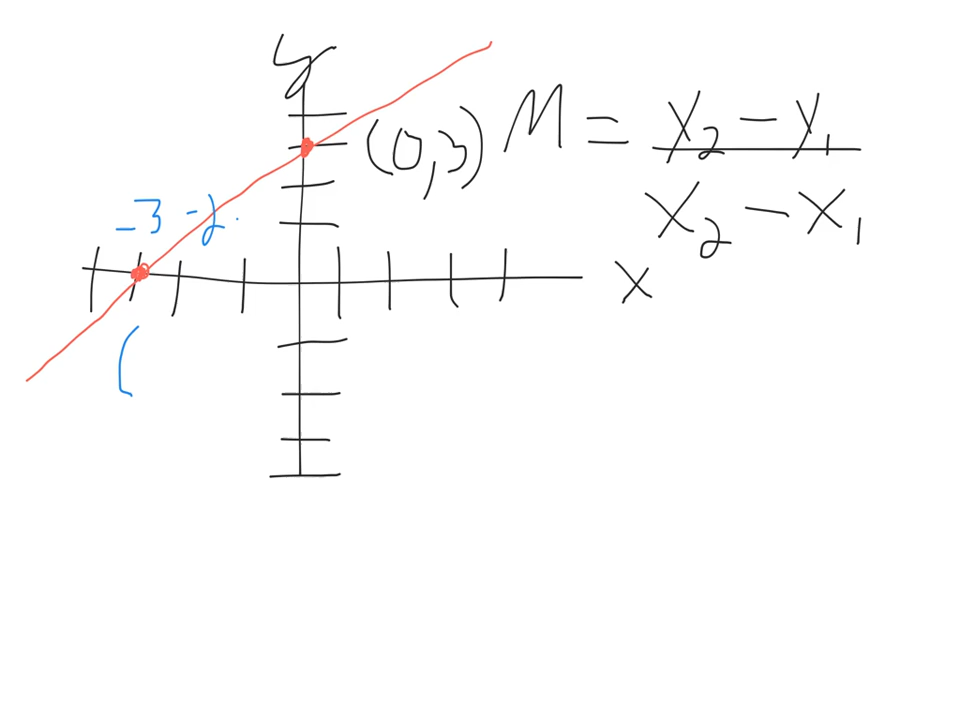 y
(0,3)
M = y₂ - y₁
x₂ - x₁
-3 -2
x
(